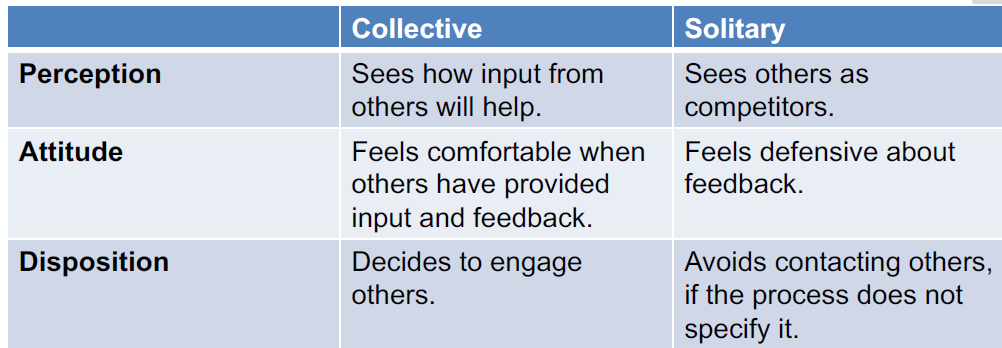 Collective
Solitary
Perception
Sees how input from
others will help.
Sees others as
competitors.
Attitude
Feels comfortable when
others have provided
input and feedback.
Feels defensive about
feedback.
Disposition
Decides to engage
others.
Avoids contacting others,
if the process does not
specify it.